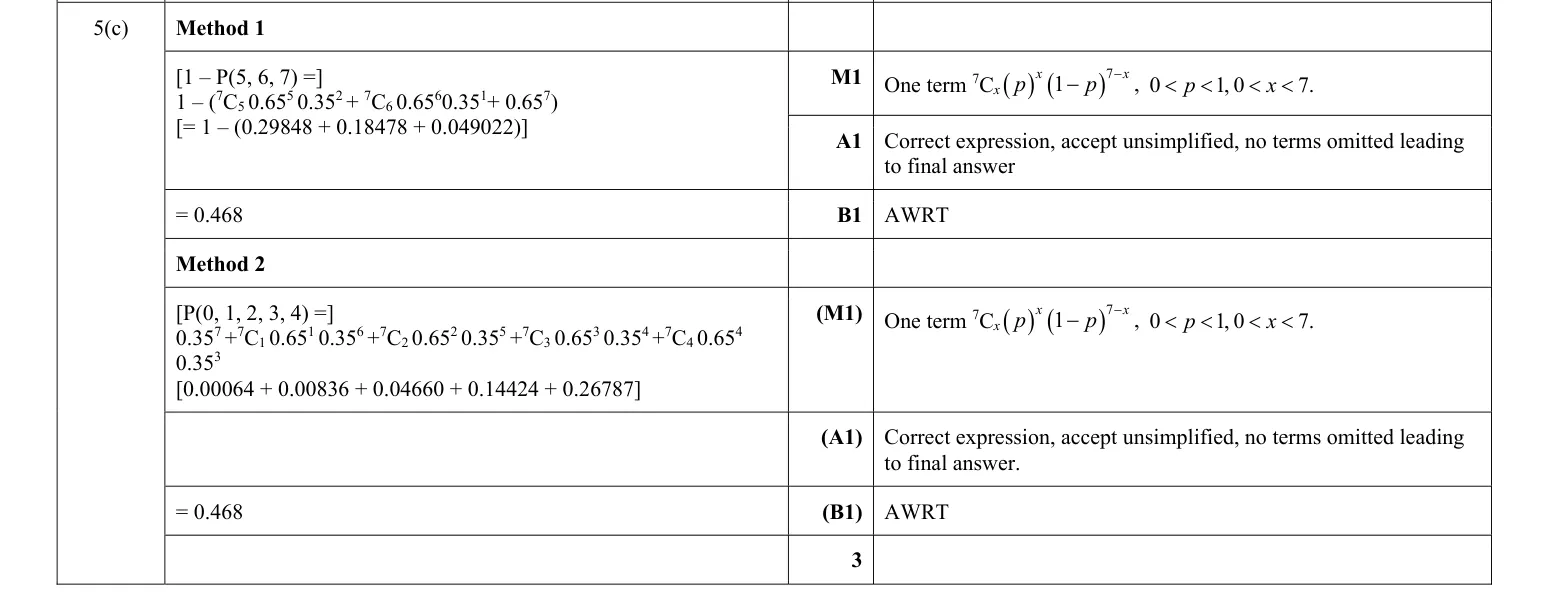 5(c) Method 1
[1 – P(5, 6, 7) =]
1 – (⁷C₅ 0.65⁵ 0.35² + ⁷C₆ 0.65⁶0.35¹+ 0.65⁷)
[= 1 – (0.29848 + 0.18478 + 0.049022)]
M1 One term ⁷Cₓ(p)ˣ(1−p)⁷⁻ˣ, 0 < p < 1, 0 < x < 7.
A1 Correct expression, accept unsimplified, no terms omitted leading
to final answer
= 0.468 B1 AWRT
Method 2
[P(0, 1, 2, 3, 4) =]
0.35⁷ +⁷C₁ 0.65¹ 0.35⁶ +⁷C₂ 0.65² 0.35⁵ +⁷C₃ 0.65³ 0.35⁴ +⁷C₄ 0.65⁴
0.35³
[0.00064 + 0.00836 + 0.04660 + 0.14424 + 0.26787]
(M1) One term ⁷Cₓ(p)ˣ(1−p)⁷⁻ˣ, 0 < p < 1, 0 < x < 7.
(A1) Correct expression, accept unsimplified, no terms omitted leading
to final answer.
= 0.468 (B1) AWRT
3